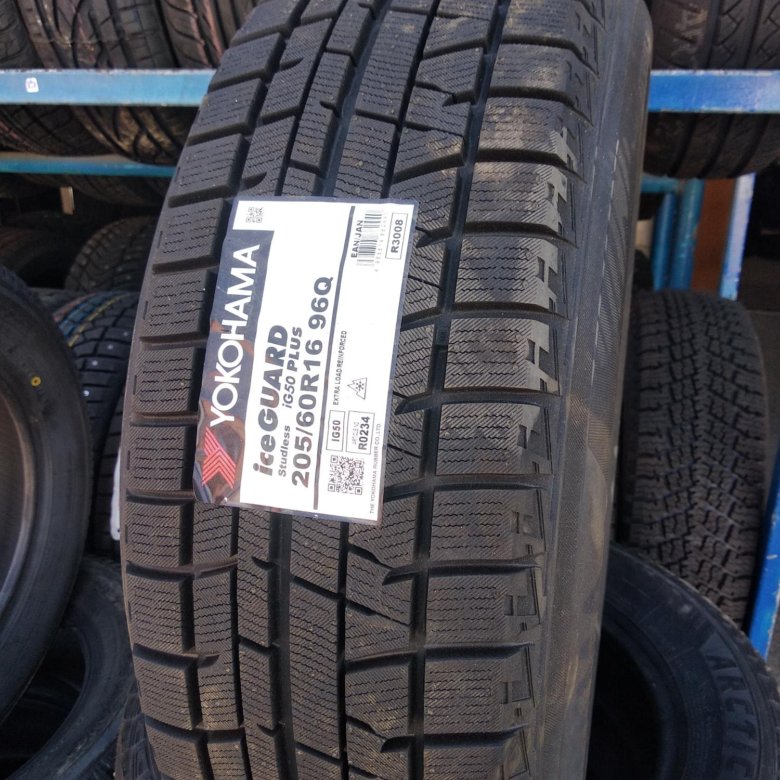 YOKOHAMA
iceGUARD
Studless iG50 PLUS
205/60R16 96Q
EXTRA LOAD REINFORCED
EAN/JAN
R3008
IG50
R0234
THE YOKOHAMA RUBBER CO.,LTD.
ARCTIC